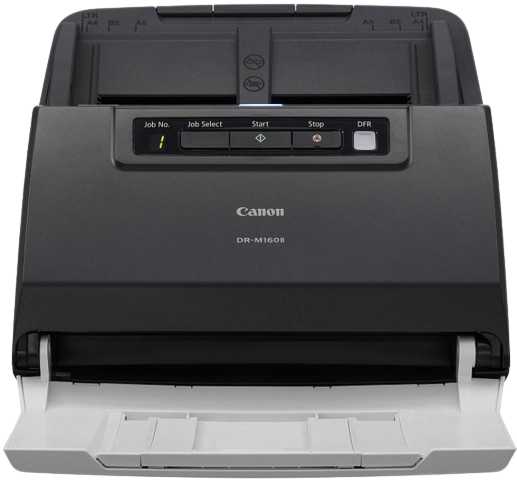 LTR LTR
A4 B5 A5 A5 B5 A4
Job No. Job Select Start Stop DFR
1
Canon
DR-M160II